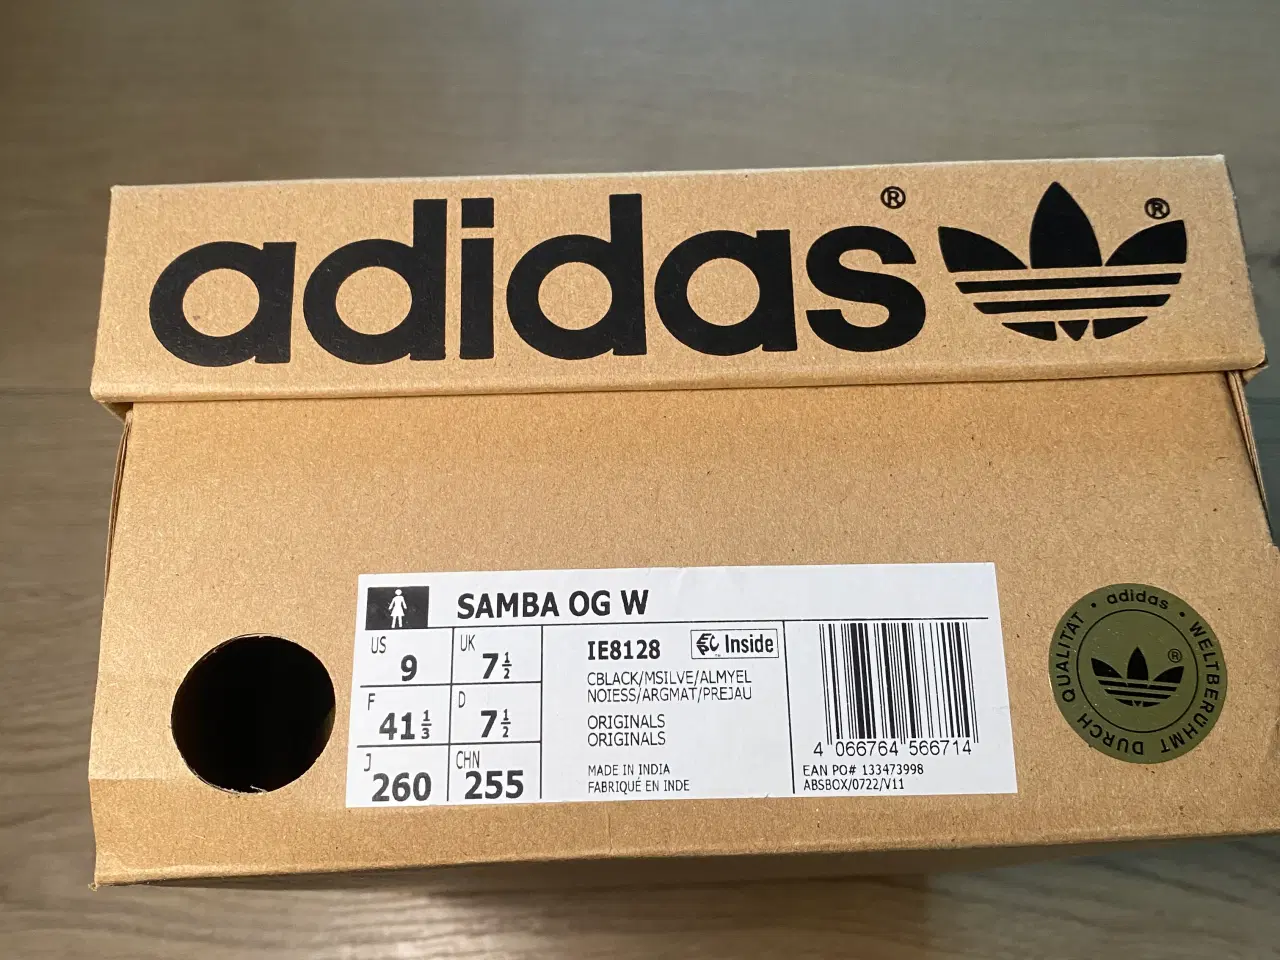 adidas® ®
SAMBA OG W
US 9 UK 7½
F 41⅓ D 7½
J 260 CHN 255
IE8128 Inside
CBLACK/MSILVE/ALMYEL
NOIESS/ARGMAT/PREJAU
ORIGINALS
ORIGINALS
MADE IN INDIA
FABRIQUÉ EN INDE
4 066764 566714
EAN PO# 133473998
ABSBOX/0722/V11
• adidas • WELTBERUHMT DURCH QUALITAT
®